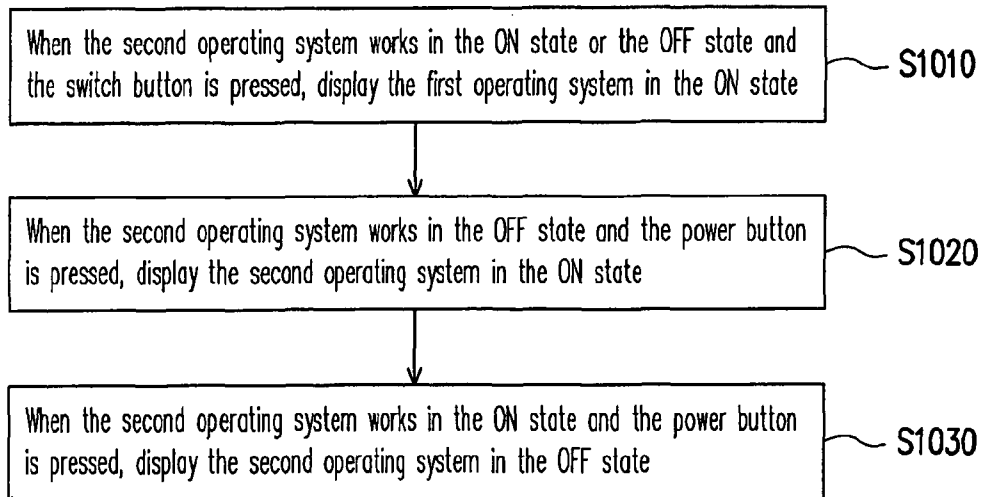 When the second operating system works in the ON state or the OFF state and
the switch button is pressed, display the first operating system in the ON state
S1010
When the second operating system works in the OFF state and the power button
is pressed, display the second operating system in the ON state
S1020
When the second operating system works in the ON state and the power button
is pressed, display the second operating system in the OFF state
S1030